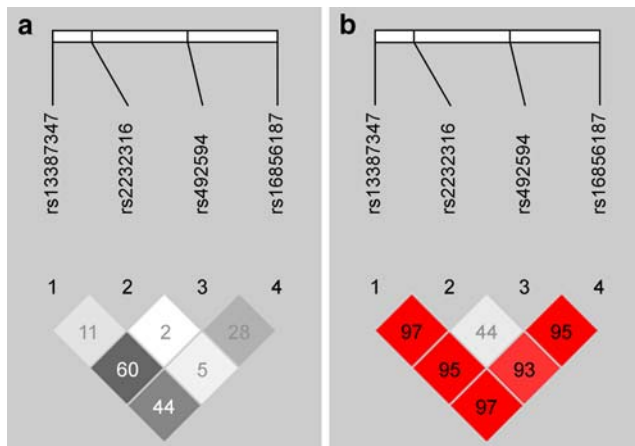 a
rs13387347
rs2232316
rs492594
rs16856187
1 2 3 4
11 2 28
60 5
44
b
rs13387347
rs2232316
rs492594
rs16856187
1 2 3 4
97 44 95
95 93
97